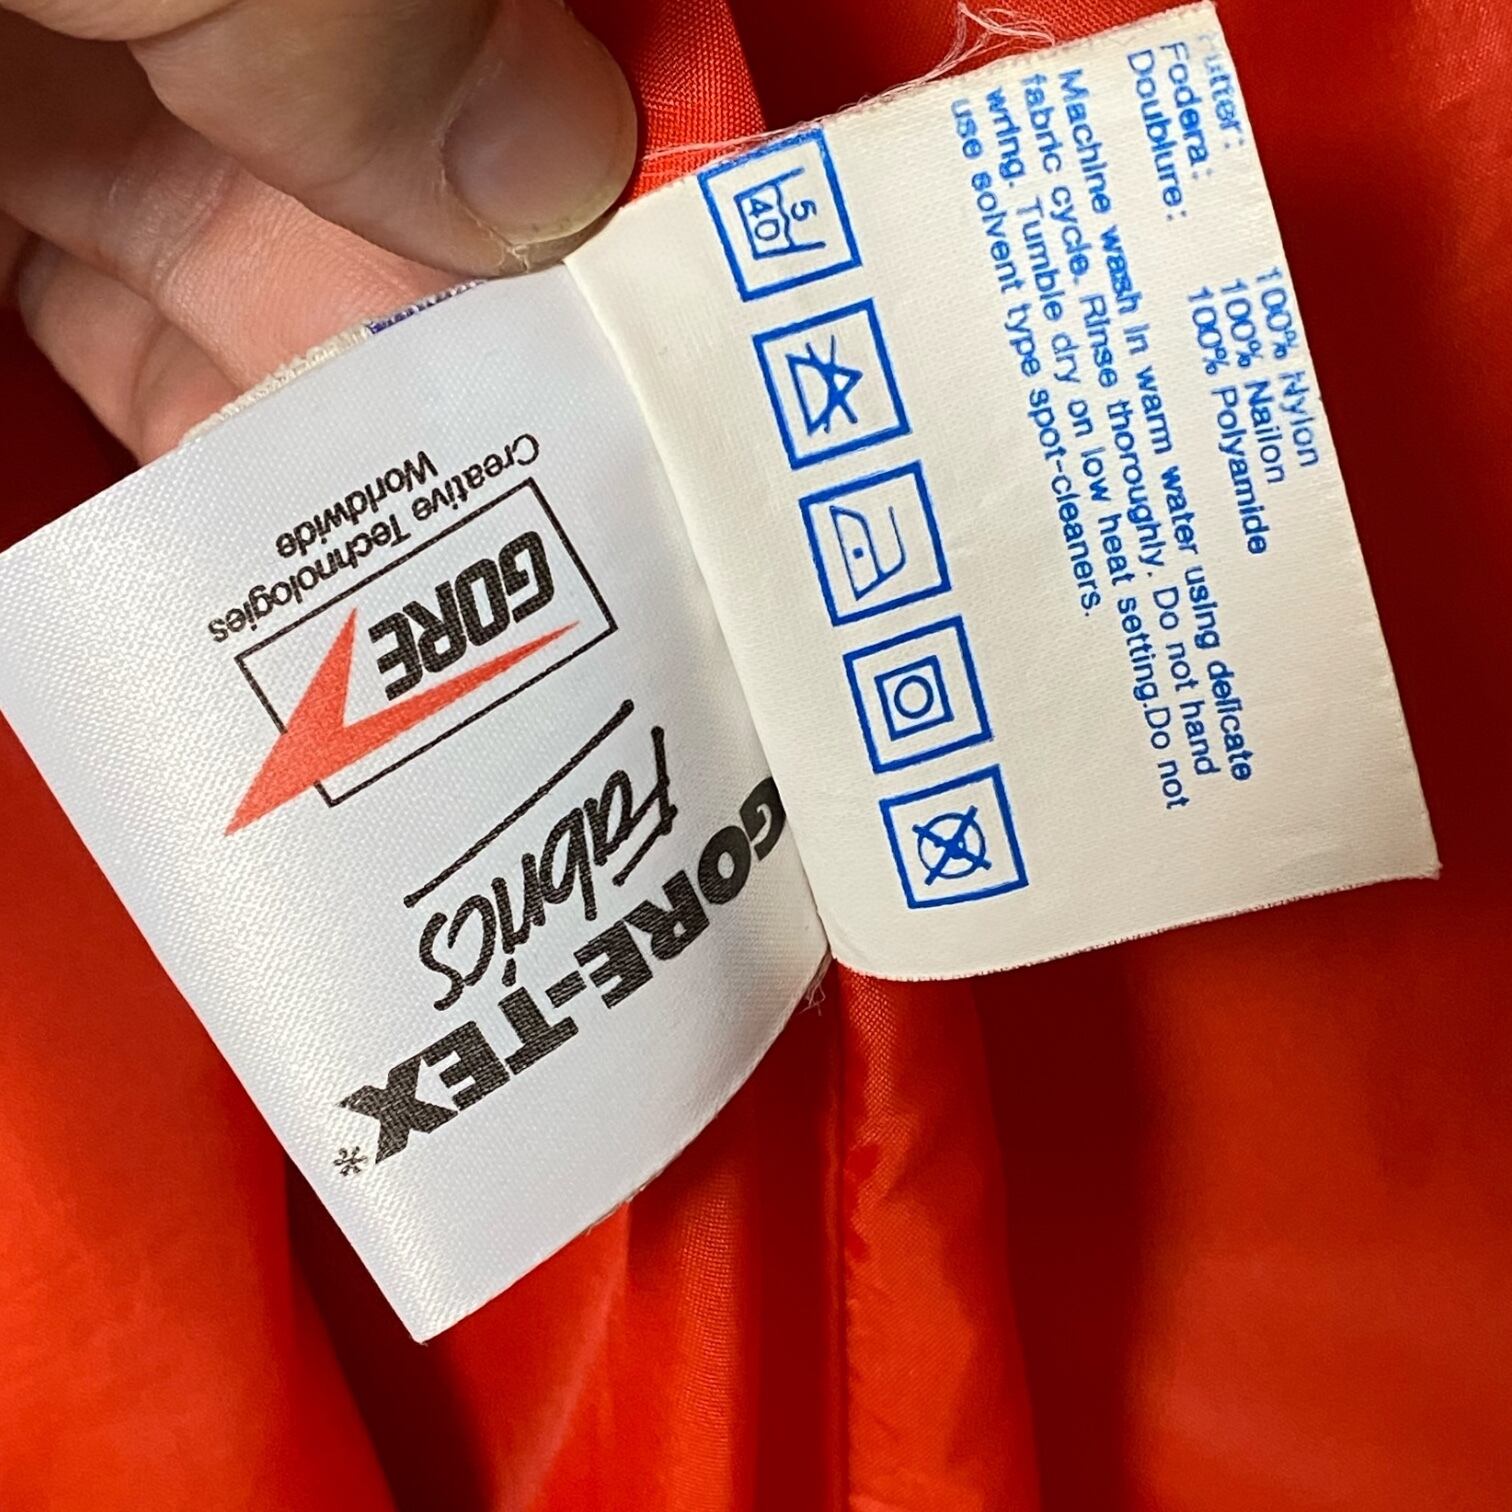 Futter: 100% Nylon
Fodera: 100% Nailon
Doublure: 100% Polyamide
Machine wash in warm water using delicate
fabric cycle. Rinse thoroughly. Do not hand
wring. Tumble dry on low heat setting.Do not
use solvent type spot-cleaners.
5
40
GORE-TEX*
Fabrics
GORE
Creative Technologies
Worldwide